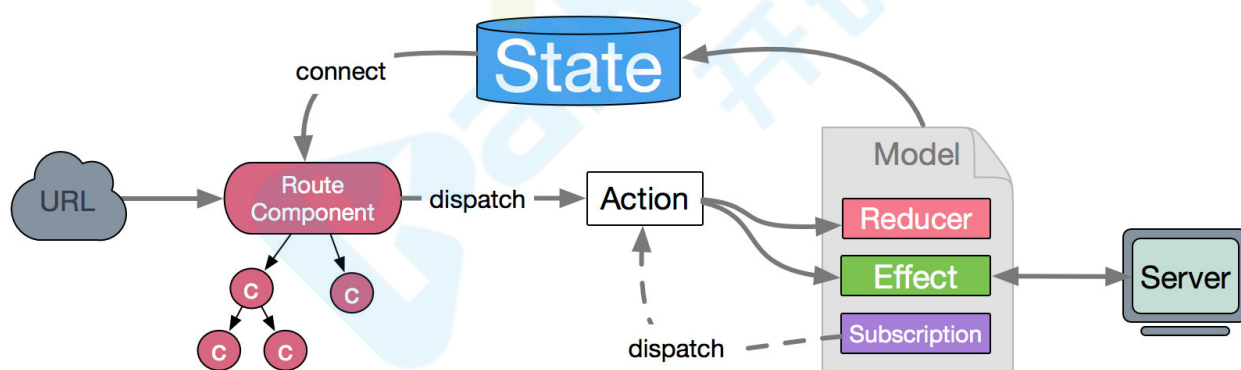 State
connect
Model
URL
Route
Component
dispatch
Action
Reducer
Effect
Server
Subscription
dispatch
C
C
C
C